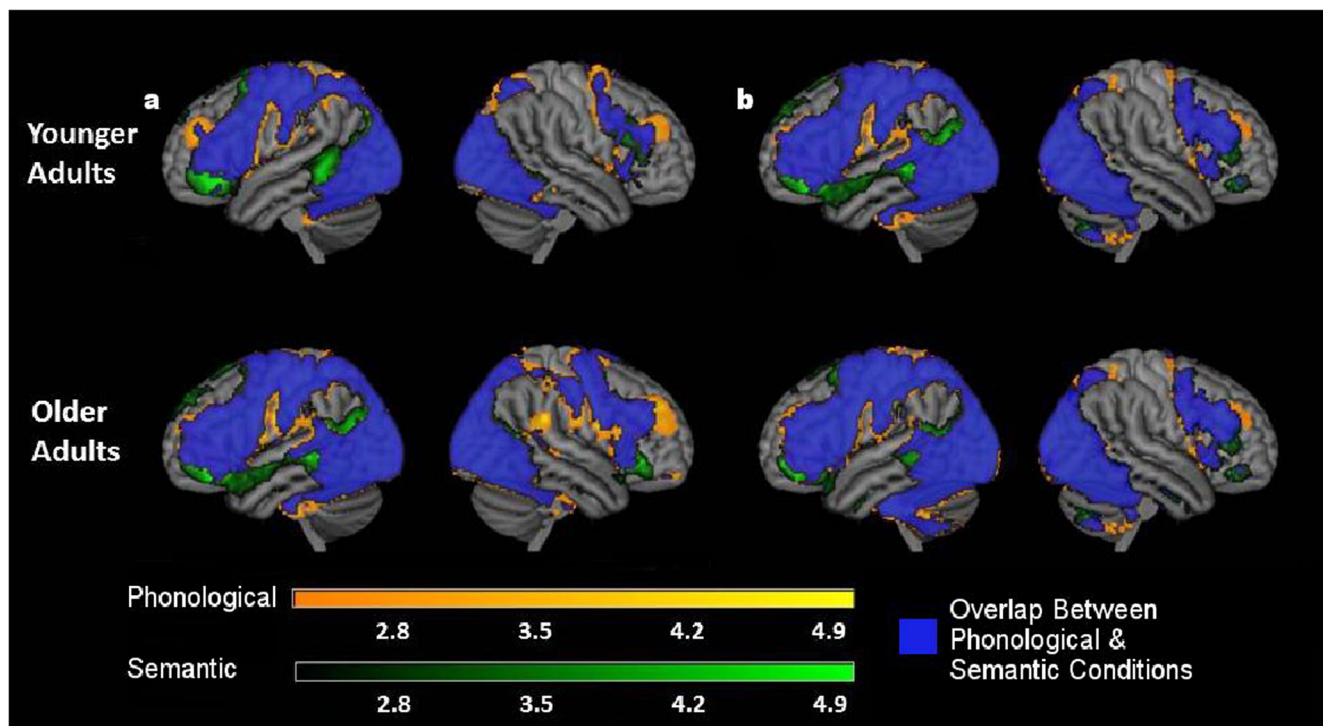 a
b
Younger
Adults
Older
Adults
Phonological
2.8 3.5 4.2 4.9
Semantic
2.8 3.5 4.2 4.9
Overlap Between
Phonological &
Semantic Conditions